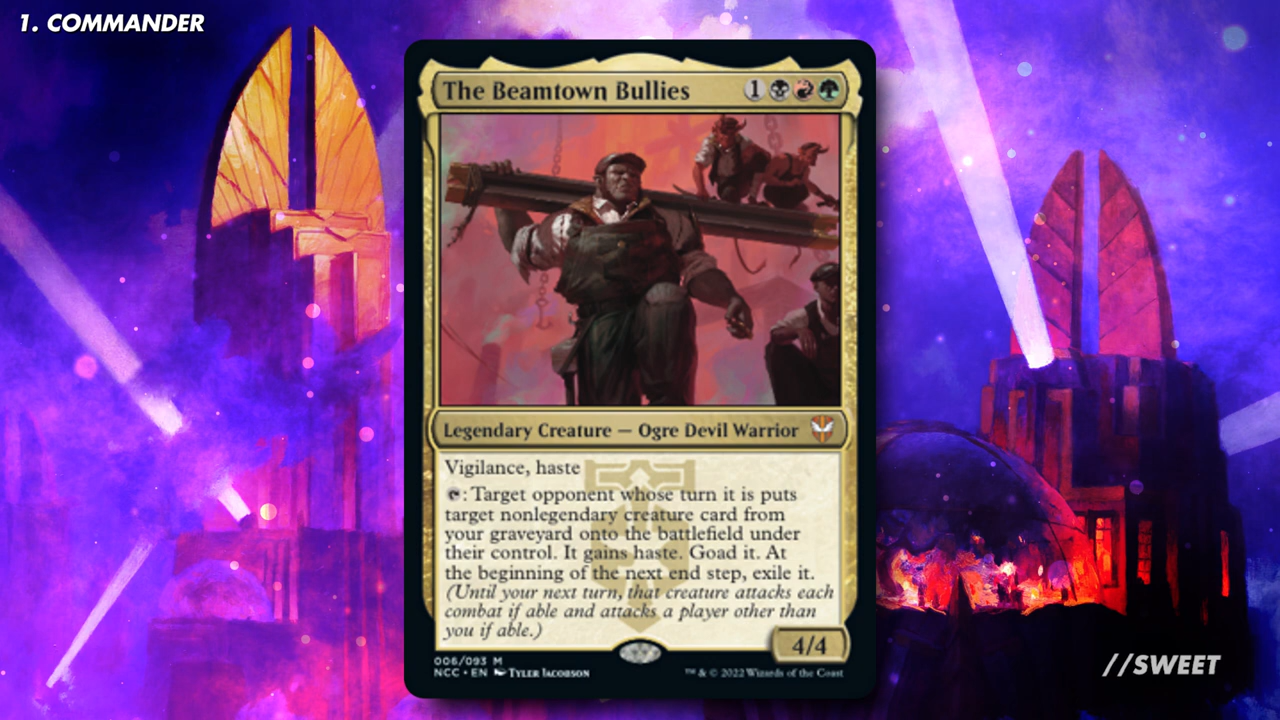 1. COMMANDER
The Beamtown Bullies 1
Legendary Creature — Ogre Devil Warrior
Vigilance, haste
: Target opponent whose turn it is puts
target nonlegendary creature card from
your graveyard onto the battlefield under
their control. It gains haste. Goad it. At
the beginning of the next end step, exile it.
(Until your next turn, that creature attacks each
combat if able and attacks a player other than
you if able.)
4/4
006/093 M
NCC • EN Tyler Jacobson
™ & © 2022 Wizards of the Coast
//SWEET